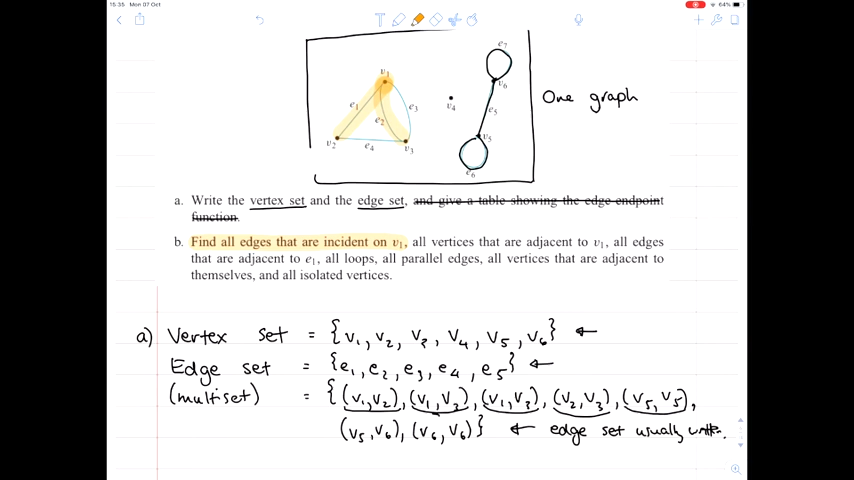 15.35 Mon 07 Oct
64%
e7
v1
v6
e1
e3
v4
One graph
e2
e5
v2
e4
v3
v5
e6
a. Write the vertex set and the edge set, and give a table showing the edge endpoint
function.
b. Find all edges that are incident on v1, all vertices that are adjacent to v1, all edges
that are adjacent to e1, all loops, all parallel edges, all vertices that are adjacent to
themselves, and all isolated vertices.
a) Vertex set = {v1, v2, v3, v4, v5, v6} ←
Edge set = {e1, e2, e3, e4, e5} ←
(multiset) = { (v1,v2), (v1,v3), (v1,v3), (v2,v3), (v5,v5),
(v5,v6), (v6,v6)} ← edge set usually